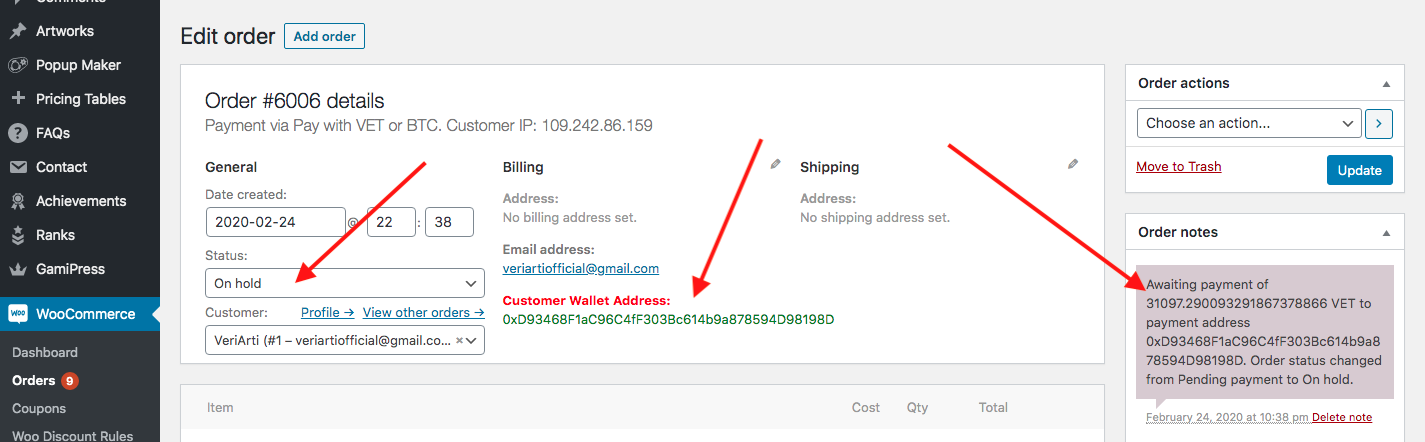 Comments
Artworks
Popup Maker
Pricing Tables
FAQs
Contact
Achievements
Ranks
GamiPress
WooCommerce
Dashboard
Orders 9
Coupons
Woo Discount Rules
Edit order
Add order
Order #6006 details
Payment via Pay with VET or BTC. Customer IP: 109.242.86.159
General
Date created:
2020-02-24 @ 22 : 38
Status:
On hold
Customer: Profile → View other orders →
VeriArti (#1 – veriartiofficial@gmail.co... ×
Billing
Address:
No billing address set.
Email address:
veriartiofficial@gmail.com
Customer Wallet Address:
0xD93468F1aC96C4fF303Bc614b9a878594D98198D
Shipping
Address:
No shipping address set.
Item Cost Qty Total
Order actions
Choose an action...
Move to Trash
Update
Order notes
Awaiting payment of
31097.290093291867378866 VET to
payment address
0xD93468F1aC96C4fF303Bc614b9a8
78594D98198D. Order status changed
from Pending payment to On hold.
February 24, 2020 at 10:38 pm Delete note